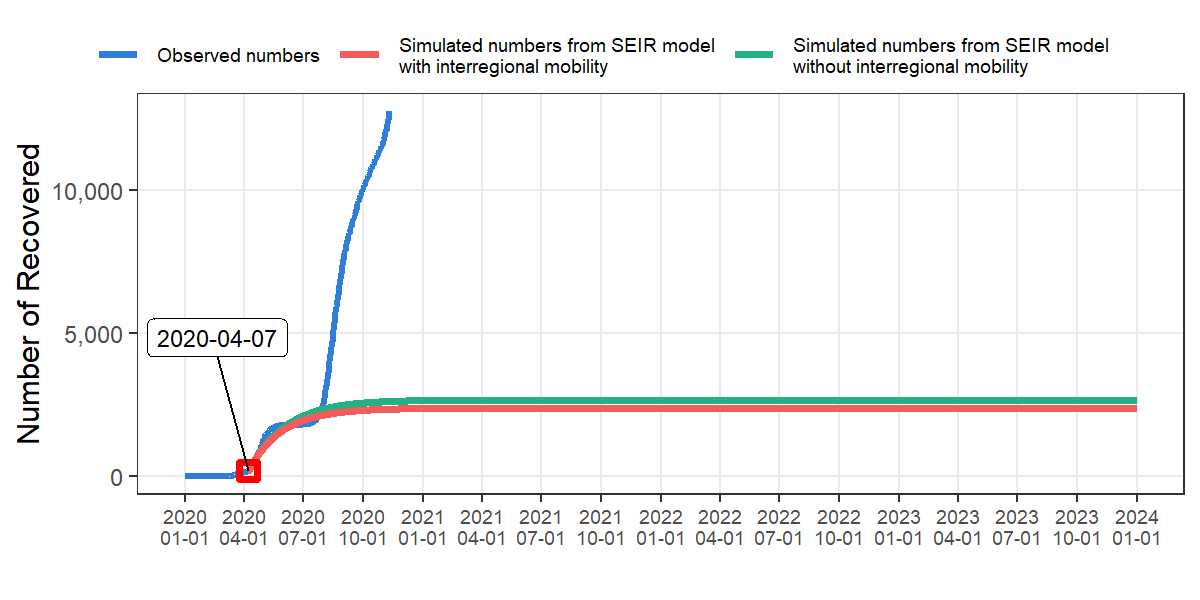 Observed numbers
Simulated numbers from SEIR model
with interregional mobility
Simulated numbers from SEIR model
without interregional mobility
Number of Recovered
10,000
5,000
0
2020-04-07
2020 2020 2020 2020 2021 2021 2021 2021 2022 2022 2022 2022 2023 2023 2023 2023 2024
01-01 04-01 07-01 10-01 01-01 04-01 07-01 10-01 01-01 04-01 07-01 10-01 01-01 04-01 07-01 10-01 01-01